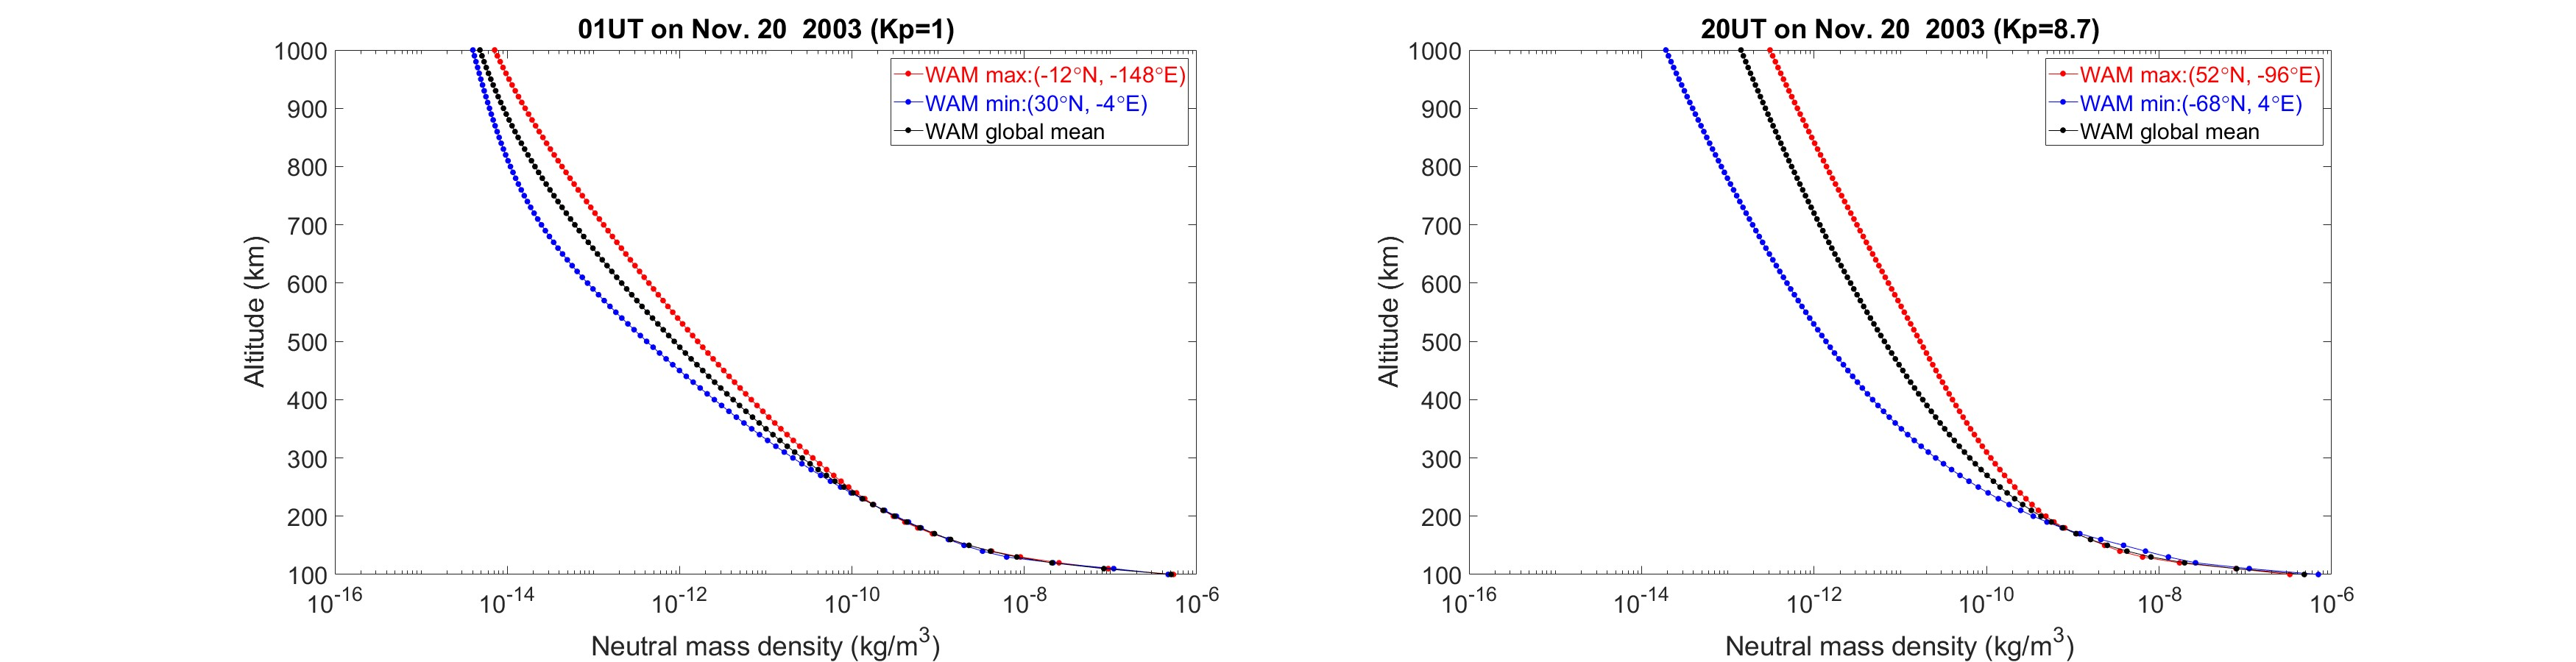 01UT on Nov. 20  2003 (Kp=1)
1000
900
800
700
600
500
400
300
200
100
Altitude (km)
WAM max:(-12°N, -148°E)
WAM min:(30°N, -4°E)
WAM global mean
10^-16
10^-14
10^-12
10^-10
10^-8
10^-6
Neutral mass density (kg/m^3)
20UT on Nov. 20  2003 (Kp=8.7)
1000
900
800
700
600
500
400
300
200
100
Altitude (km)
WAM max:(52°N, -96°E)
WAM min:(-68°N, 4°E)
WAM global mean
10^-16
10^-14
10^-12
10^-10
10^-8
10^-6
Neutral mass density (kg/m^3)